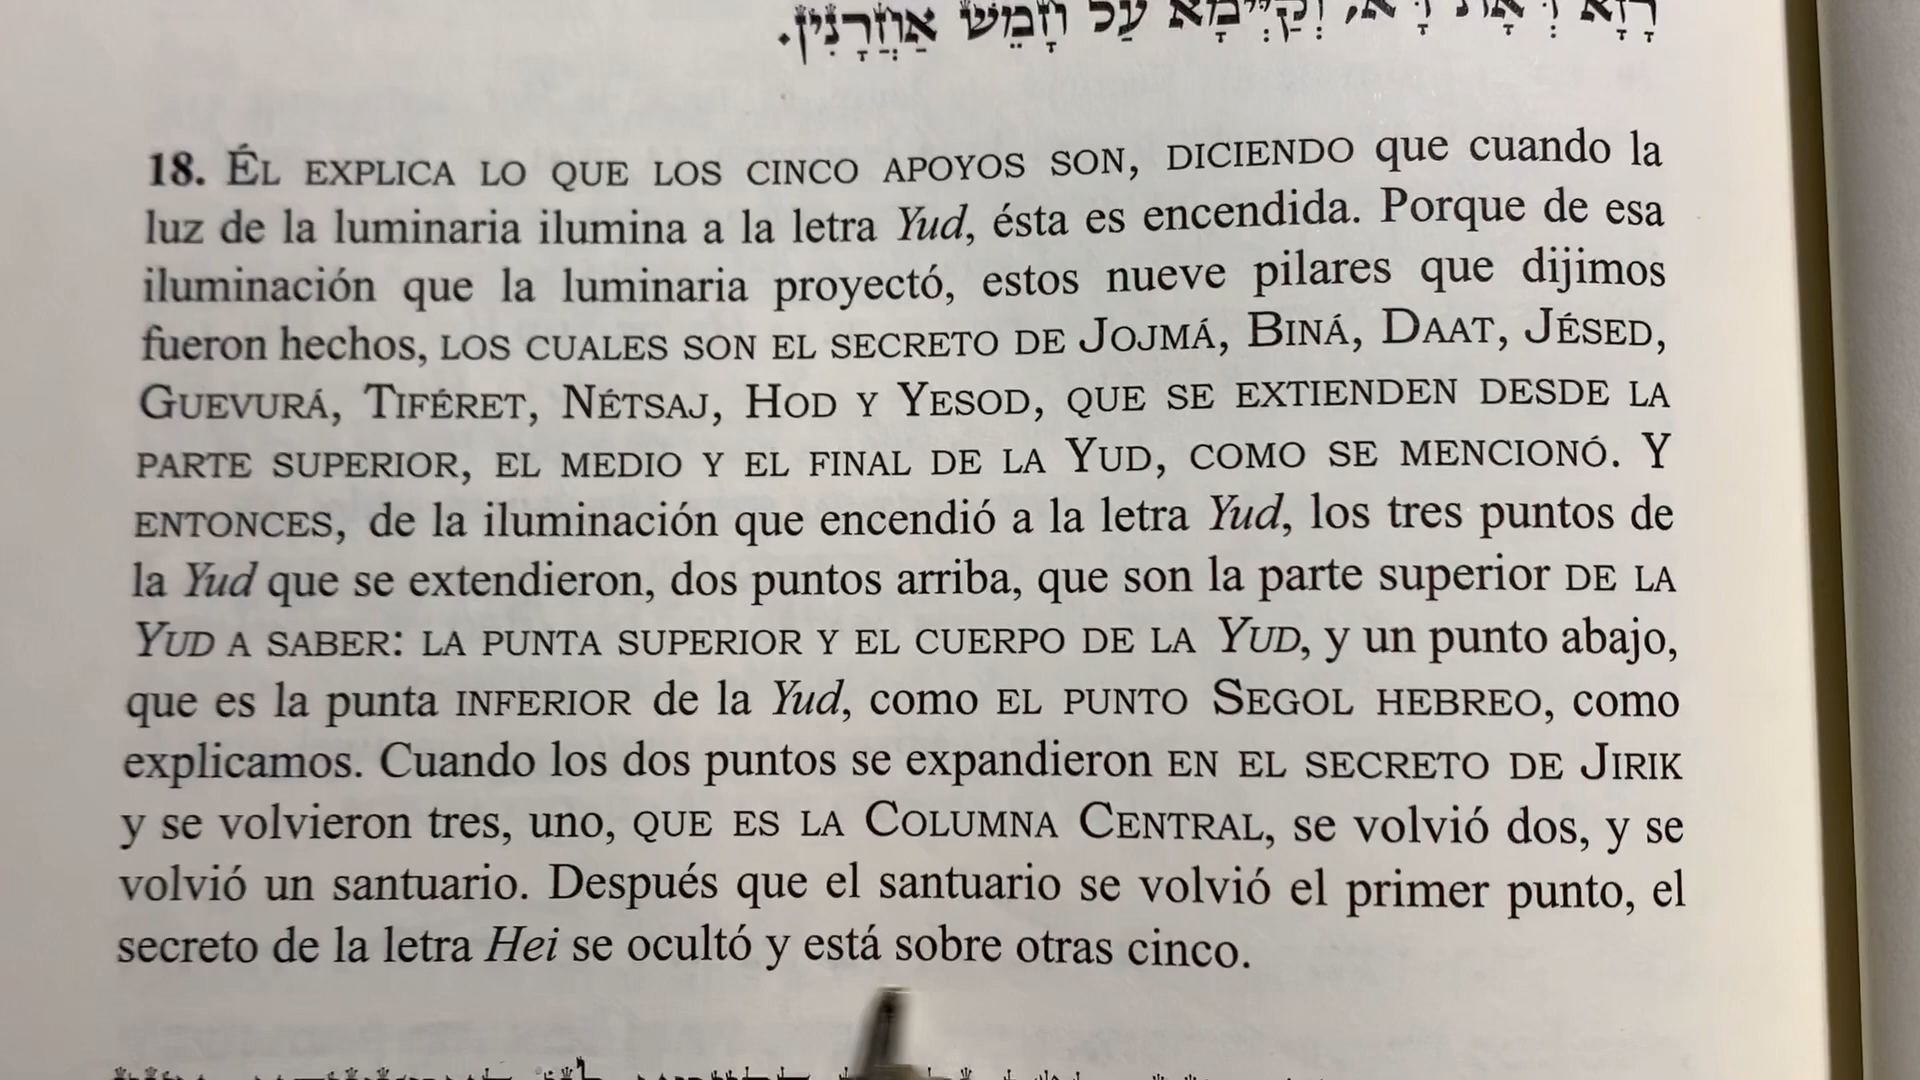 רָזָא דְּאָת דָּא, וְקַיְּימָא עַל חָמֵשׁ אַחֲרָנִין.
18. ÉL EXPLICA LO QUE LOS CINCO APOYOS SON, DICIENDO que cuando la
luz de la luminaria ilumina a la letra Yud, ésta es encendida. Porque de esa
iluminación que la luminaria proyectó, estos nueve pilares que dijimos
fueron hechos, LOS CUALES SON EL SECRETO DE JOJMÁ, BINÁ, DAAT, JÉSED,
GUEVURÁ, TIFÉRET, NÉTSAJ, HOD Y YESOD, QUE SE EXTIENDEN DESDE LA
PARTE SUPERIOR, EL MEDIO Y EL FINAL DE LA YUD, COMO SE MENCIONÓ. Y
ENTONCES, de la iluminación que encendió a la letra Yud, los tres puntos de
la Yud que se extendieron, dos puntos arriba, que son la parte superior DE LA
YUD A SABER: LA PUNTA SUPERIOR Y EL CUERPO DE LA YUD, y un punto abajo,
que es la punta INFERIOR de la Yud, como EL PUNTO SEGOL HEBREO, como
explicamos. Cuando los dos puntos se expandieron EN EL SECRETO DE JIRIK
y se volvieron tres, uno, QUE ES LA COLUMNA CENTRAL, se volvió dos, y se
volvió un santuario. Después que el santuario se volvió el primer punto, el
secreto de la letra Hei se ocultó y está sobre otras cinco.